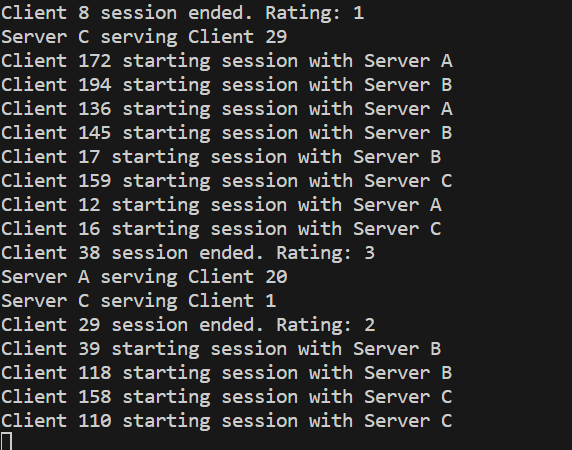 Client 8 session ended. Rating: 1
Server C serving Client 29
Client 172 starting session with Server A
Client 194 starting session with Server B
Client 136 starting session with Server A
Client 145 starting session with Server B
Client 17 starting session with Server B
Client 159 starting session with Server C
Client 12 starting session with Server A
Client 16 starting session with Server C
Client 38 session ended. Rating: 3
Server A serving Client 20
Server C serving Client 1
Client 29 session ended. Rating: 2
Client 39 starting session with Server B
Client 118 starting session with Server B
Client 158 starting session with Server C
Client 110 starting session with Server C